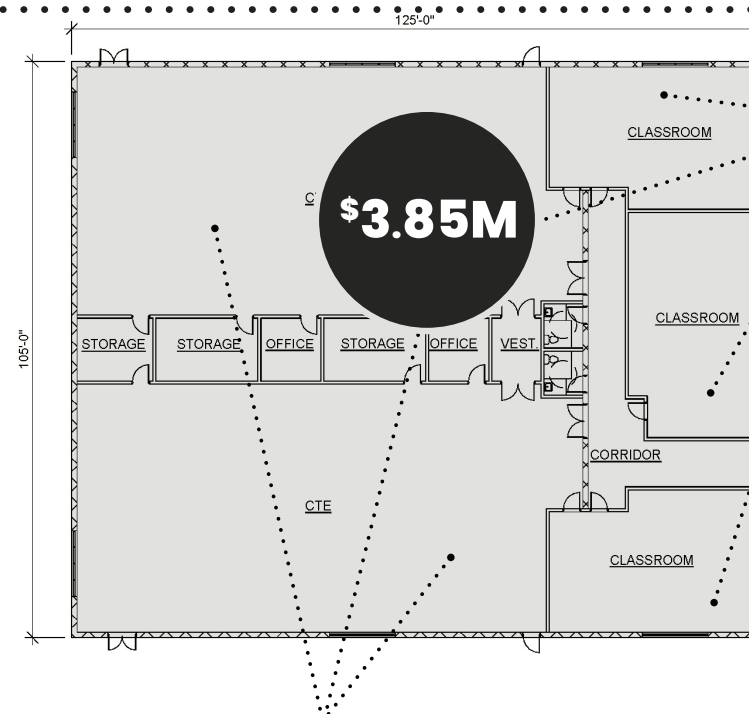 125'-0"
CLASSROOM
$3.85M
CLASSROOM
105'-0"
STORAGE
STORAGE
OFFICE
STORAGE
OFFICE
VEST.
CORRIDOR
CTE
CLASSROOM